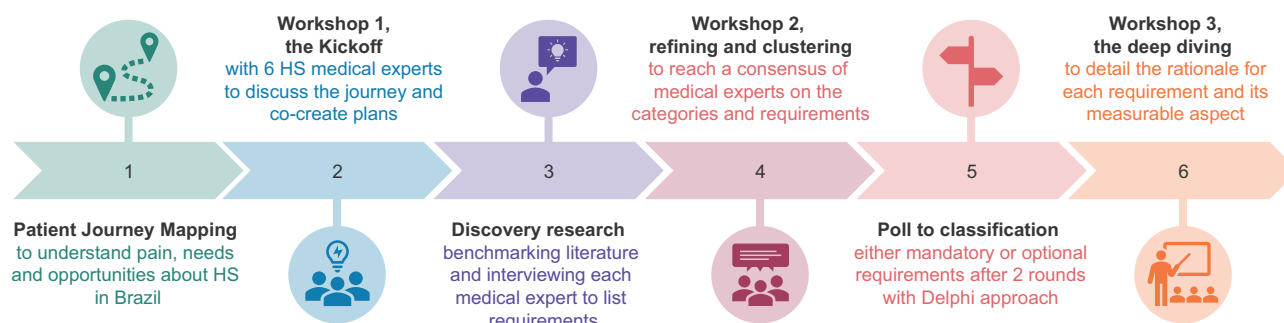 Workshop 1,
the Kickoff
with 6 HS medical experts
to discuss the journey and
co-create plans
Workshop 2,
refining and clustering
to reach a consensus of
medical experts on the
categories and requirements
Workshop 3,
the deep diving
to detail the rationale for
each requirement and its
measurable aspect
1
2
3
4
5
6
Patient Journey Mapping
to understand pain, needs
and opportunities about HS
in Brazil
Discovery research
benchmarking literature
and interviewing each
medical expert to list
requirements
Poll to classification
either mandatory or optional
requirements after 2 rounds
with Delphi approach